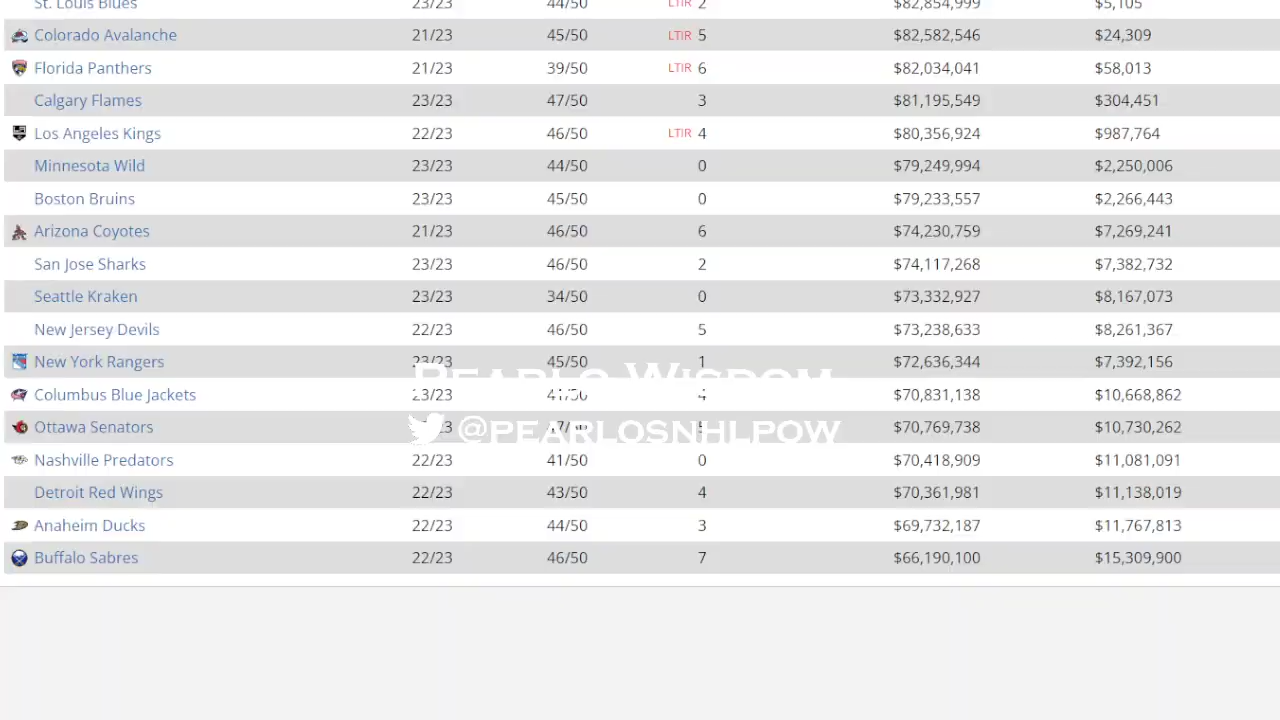 St. Louis Blues 23/23 44/50 LTIR 2 $82,854,999 $5,105
Colorado Avalanche 21/23 45/50 LTIR 5 $82,582,546 $24,309
Florida Panthers 21/23 39/50 LTIR 6 $82,034,041 $58,013
Calgary Flames 23/23 47/50 3 $81,195,549 $304,451
Los Angeles Kings 22/23 46/50 LTIR 4 $80,356,924 $987,764
Minnesota Wild 23/23 44/50 0 $79,249,994 $2,250,006
Boston Bruins 23/23 45/50 0 $79,233,557 $2,266,443
Arizona Coyotes 21/23 46/50 6 $74,230,759 $7,269,241
San Jose Sharks 23/23 46/50 2 $74,117,268 $7,382,732
Seattle Kraken 23/23 34/50 0 $73,332,927 $8,167,073
New Jersey Devils 22/23 46/50 5 $73,238,633 $8,261,367
New York Rangers 23/23 45/50 1 $72,636,344 $7,392,156
Pearlo Wisdom
Columbus Blue Jackets 23/23 41/50 4 $70,831,138 $10,668,862
Ottawa Senators $70,769,738 $10,730,262
@PEARLOSNHLPOW
Nashville Predators 22/23 41/50 0 $70,418,909 $11,081,091
Detroit Red Wings 22/23 43/50 4 $70,361,981 $11,138,019
Anaheim Ducks 22/23 44/50 3 $69,732,187 $11,767,813
Buffalo Sabres 22/23 46/50 7 $66,190,100 $15,309,900